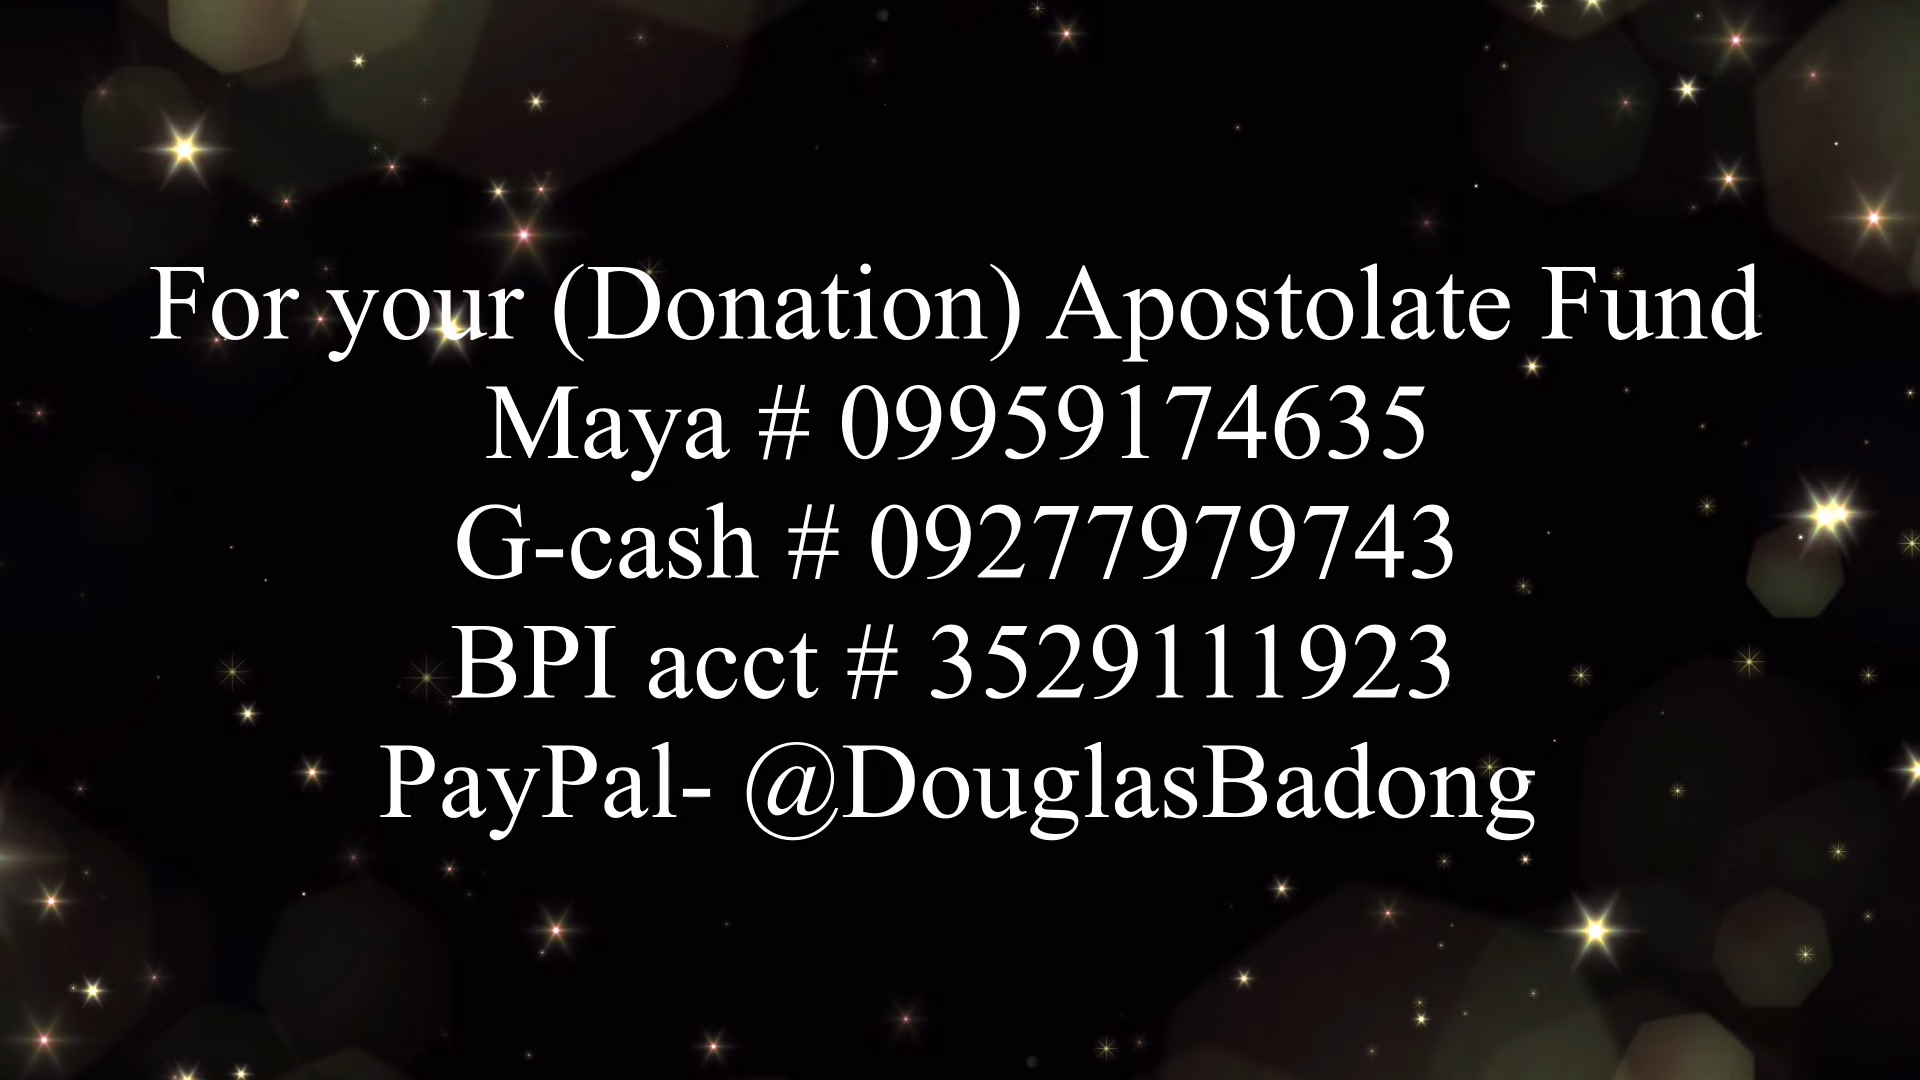 For your (Donation) Apostolate Fund
Maya # 09959174635
G-cash # 09277979743
BPI acct # 3529111923
PayPal- @DouglasBadong